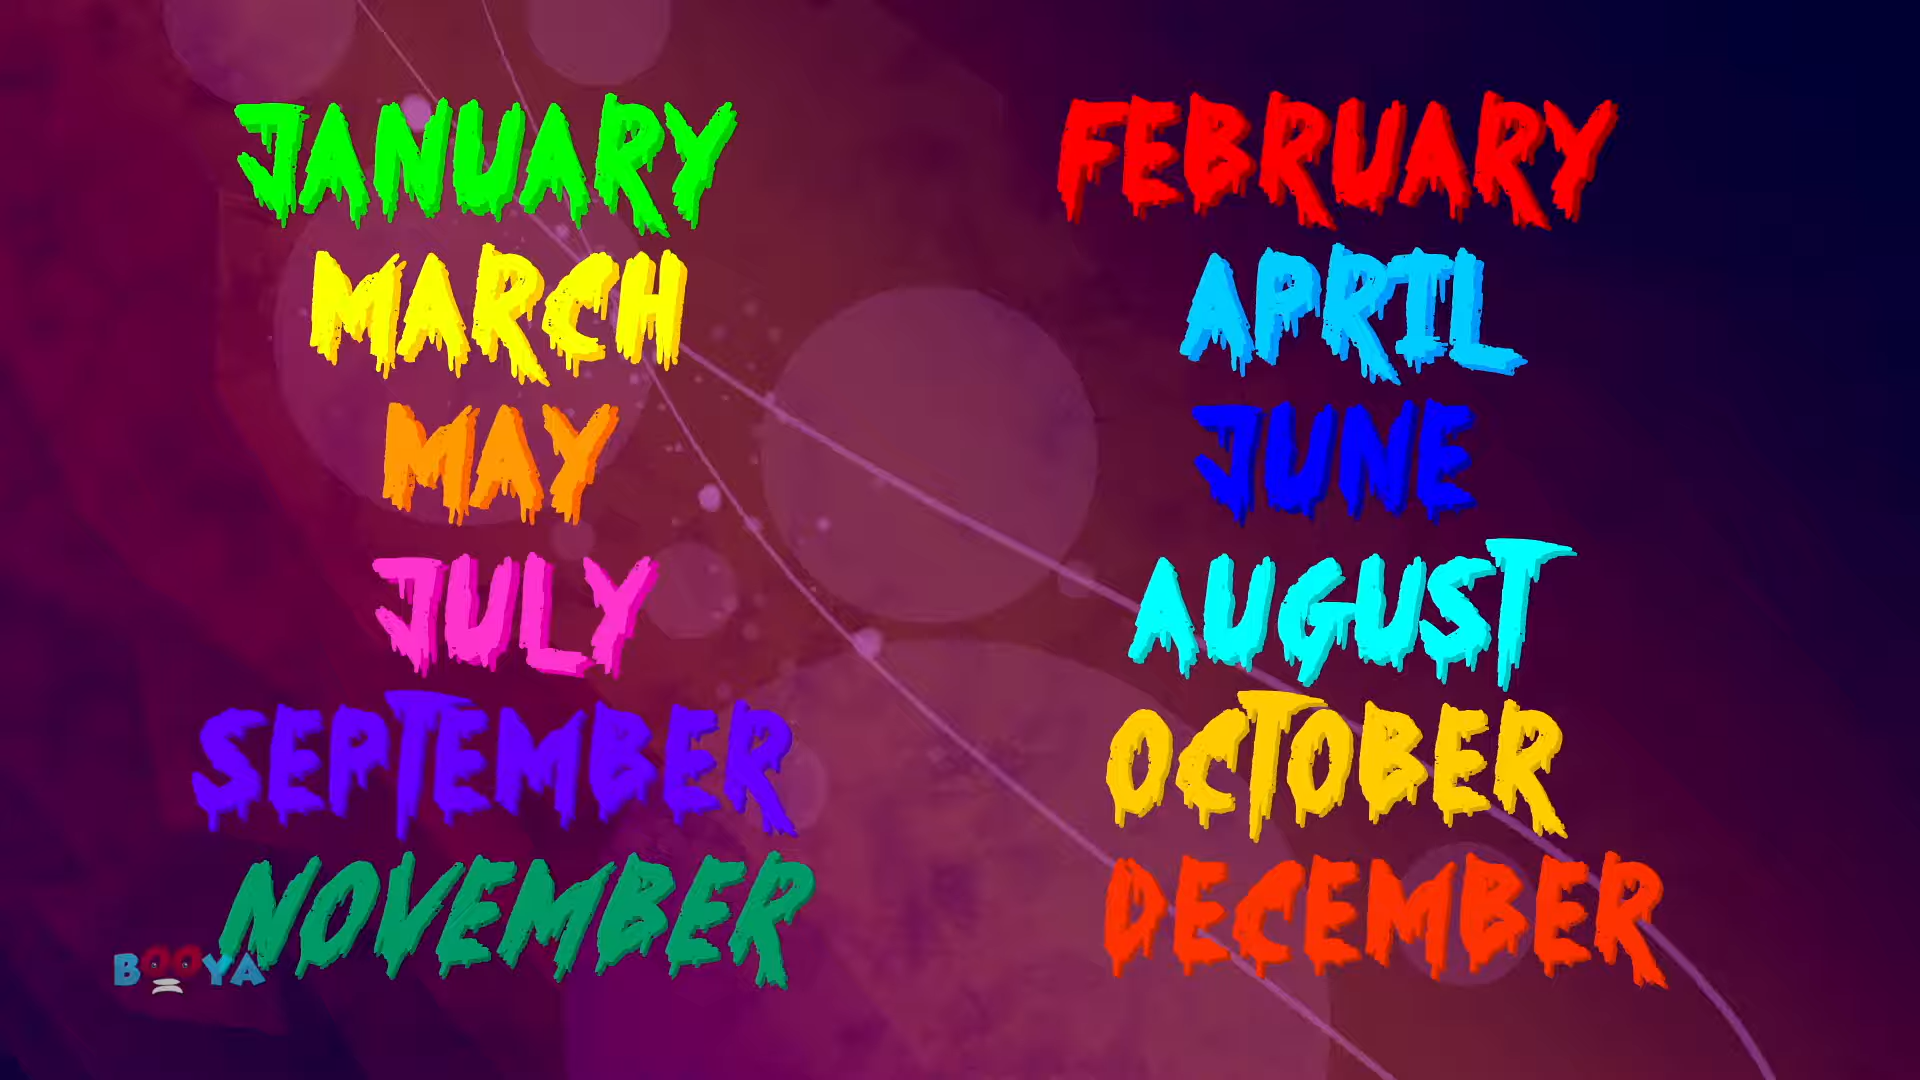 JANUARY FEBRUARY
MARCH APRIL
MAY JUNE
JULY AUGUST
SEPTEMBER OCTOBER
NOVEMBER DECEMBER
BOOYA